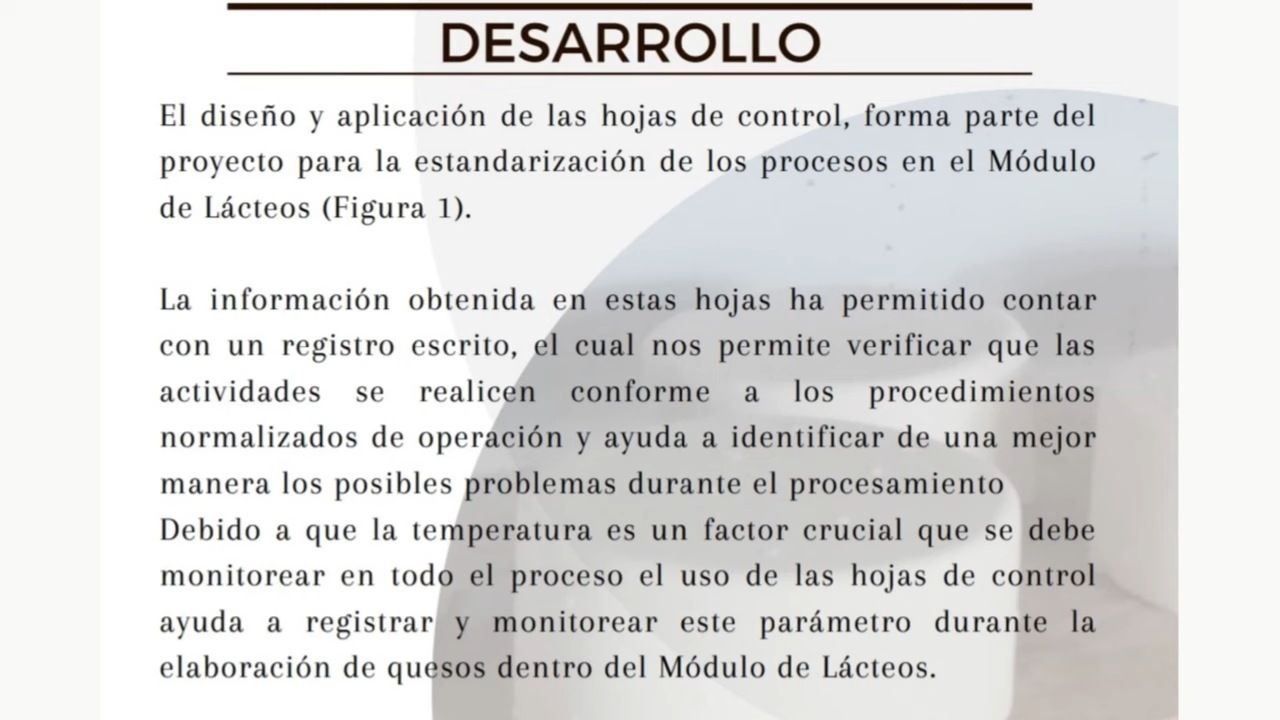 DESARROLLO
El diseño y aplicación de las hojas de control, forma parte del
proyecto para la estandarización de los procesos en el Módulo
de Lácteos (Figura 1).
La información obtenida en estas hojas ha permitido contar
con un registro escrito, el cual nos permite verificar que las
actividades se realicen conforme a los procedimientos
normalizados de operación y ayuda a identificar de una mejor
manera los posibles problemas durante el procesamiento
Debido a que la temperatura es un factor crucial que se debe
monitorear en todo el proceso el uso de las hojas de control
ayuda a registrar y monitorear este parámetro durante la
elaboración de quesos dentro del Módulo de Lácteos.